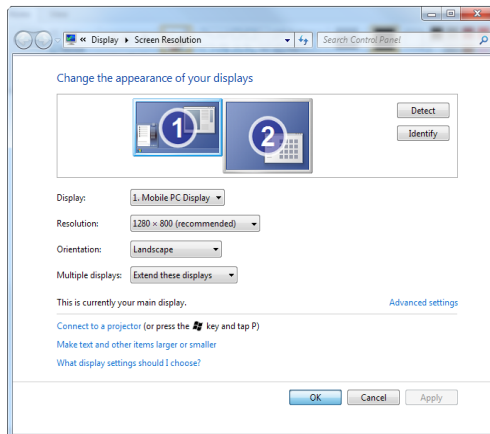 « Display ▸ Screen Resolution
Search Control Panel
Change the appearance of your displays
1
2
Detect
Identify
Display: 1. Mobile PC Display
Resolution: 1280 × 800 (recommended)
Orientation: Landscape
Multiple displays: Extend these displays
This is currently your main display. Advanced settings
Connect to a projector (or press the key and tap P)
Make text and other items larger or smaller
What display settings should I choose?
OK Cancel Apply